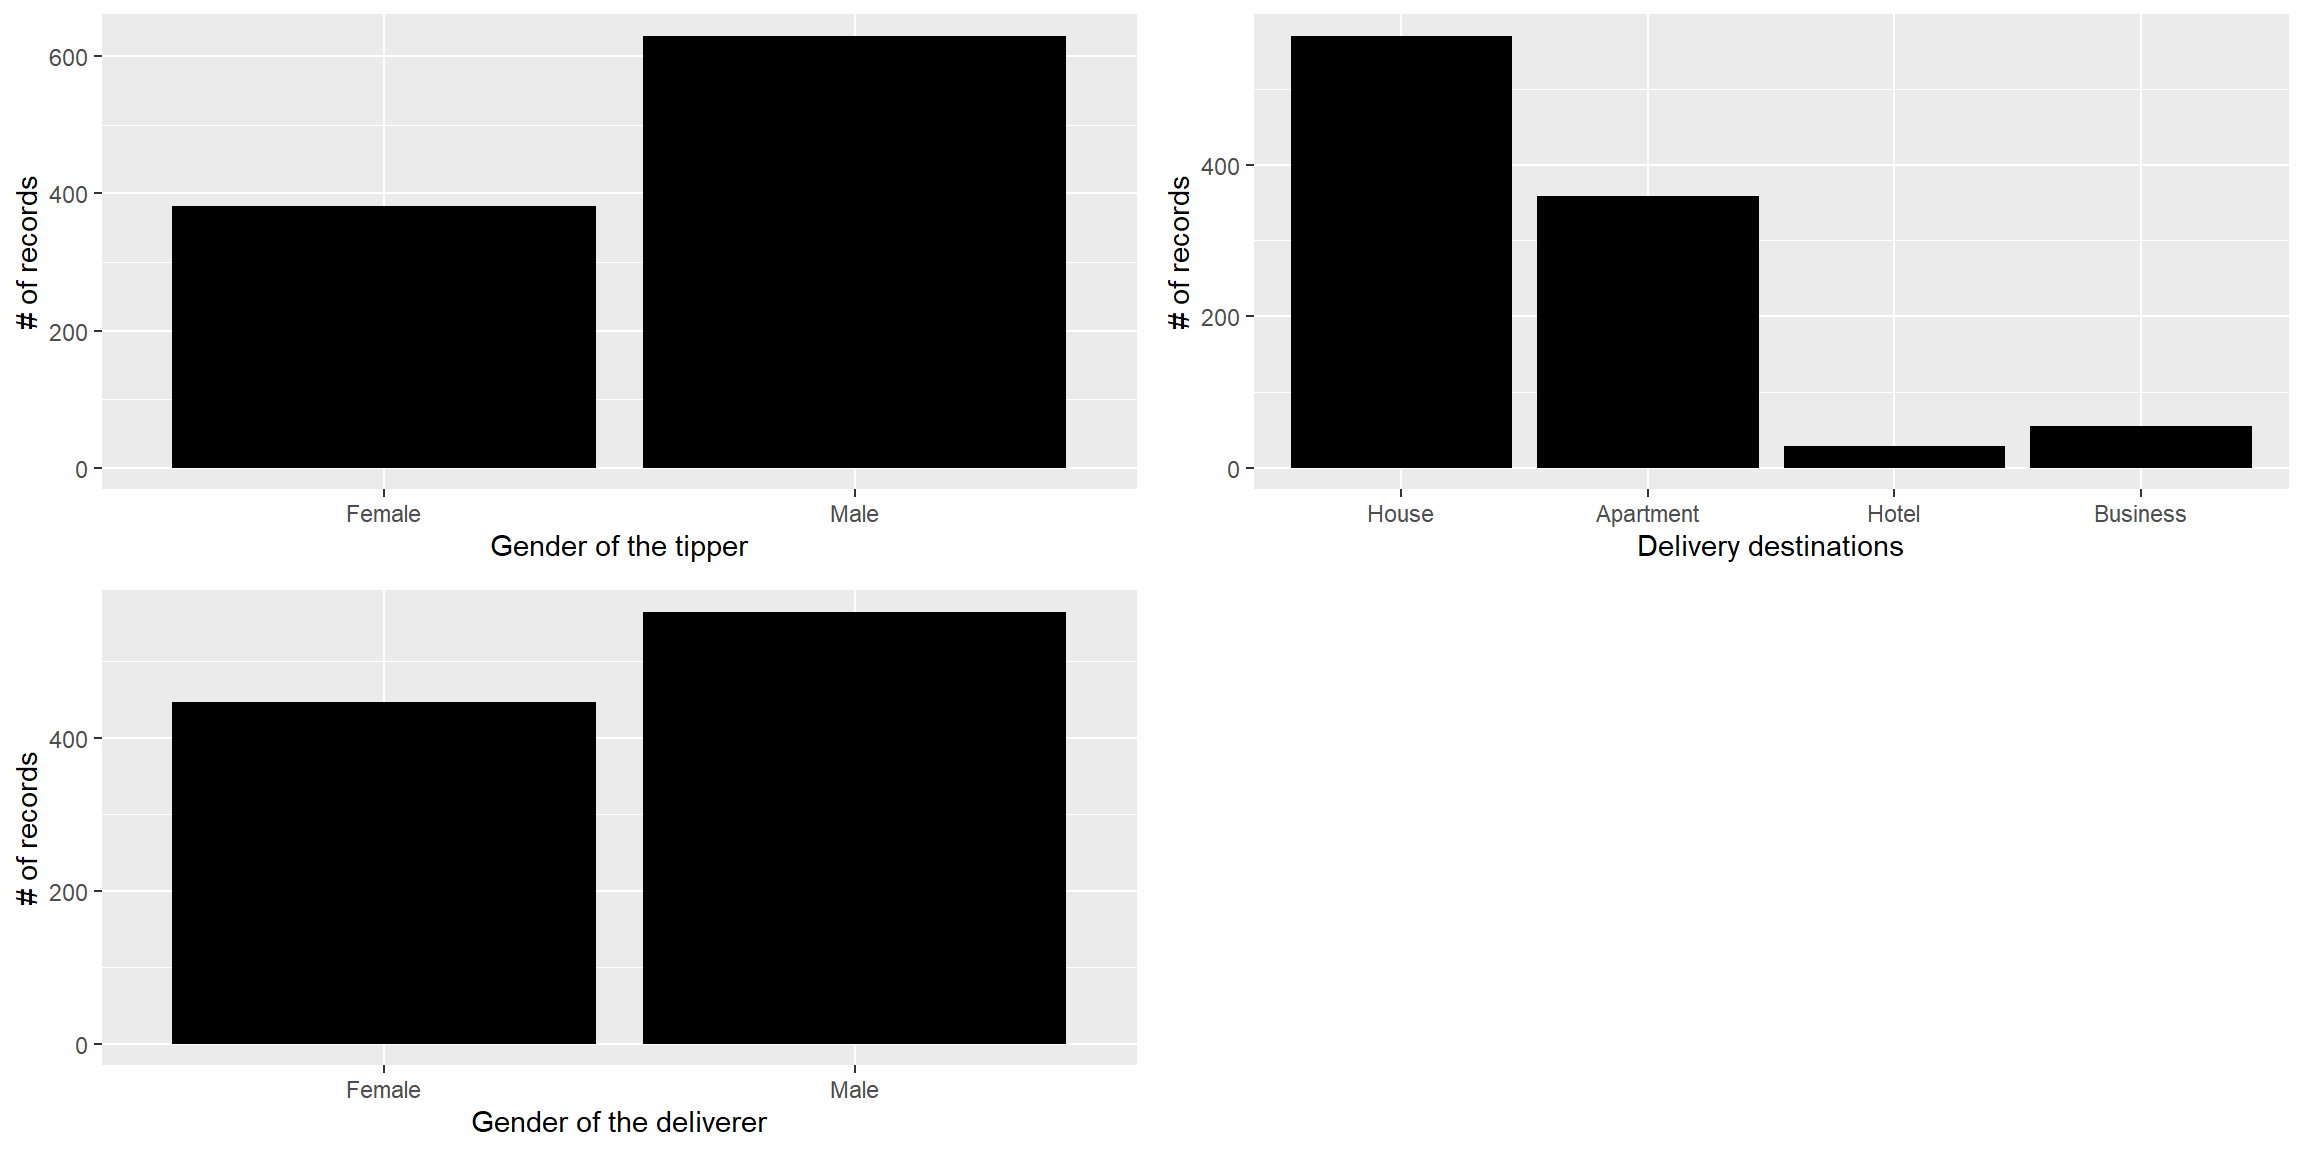 # of records
600
400
200
0
Female Male
Gender of the tipper
# of records
400
200
0
House Apartment Hotel Business
Delivery destinations
# of records
400
200
0
Female Male
Gender of the deliverer